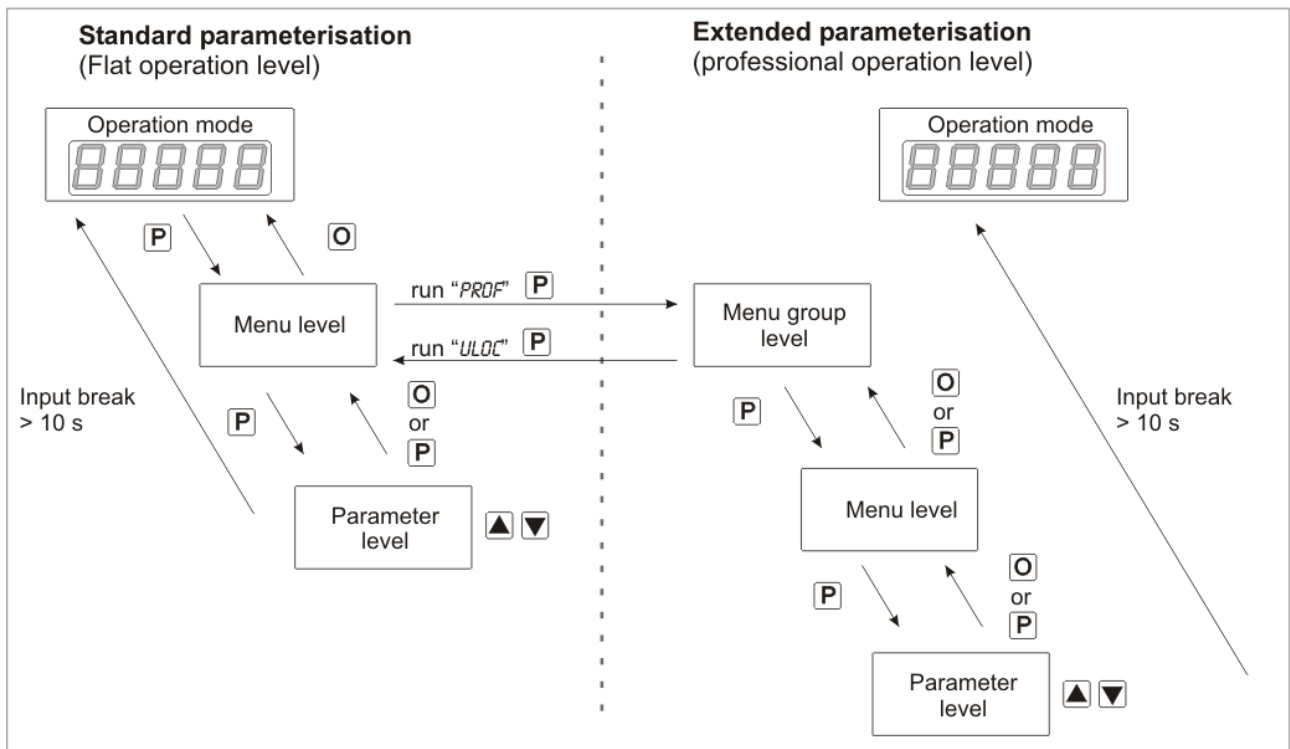 Standard parameterisation
(Flat operation level)
Operation mode
88888
P
O
Menu level
run “PROF” P
run “ULOC” P
Input break
> 10 s
P
O
or
P
Parameter
level
▲ ▼
Extended parameterisation
(professional operation level)
Operation mode
88888
Menu group
level
P
O
or
P
Input break
> 10 s
Menu level
P
O
or
P
Parameter
level
▲ ▼